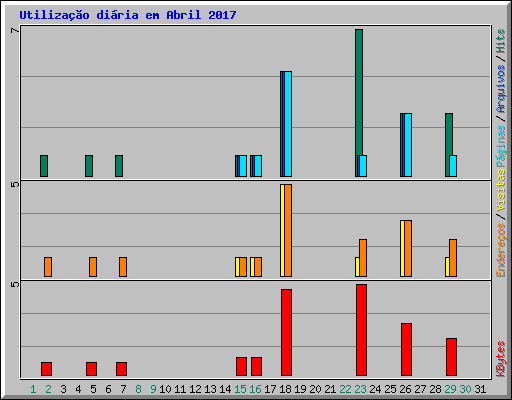 Utilização diária em Abril 2017
7
5
5
Páginas / Arquivos / Hits
Endereços / Visitas
KBytes
1 2 3 4 5 6 7 8 9 10 11 12 13 14 15 16 17 18 19 20 21 22 23 24 25 26 27 28 29 30 31